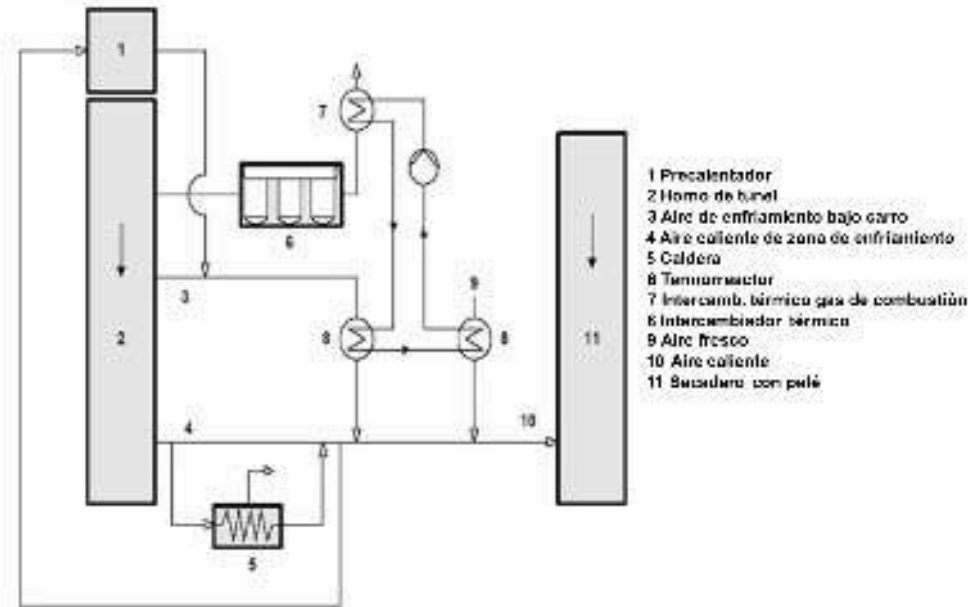 1
7
6
9
3
8
8
2
11
4
10
5
1 Precalentador
2 Horno de tunel
3 Aire de enfriamiento bajo carro
4 Aire caliente de zona de enfriamiento
5 Caldera
6 Termorreactor
7 Intercamb. térmico gas de combustión
8 Intercambiador térmico
9 Aire fresco
10 Aire caliente
11 Secadero con palé